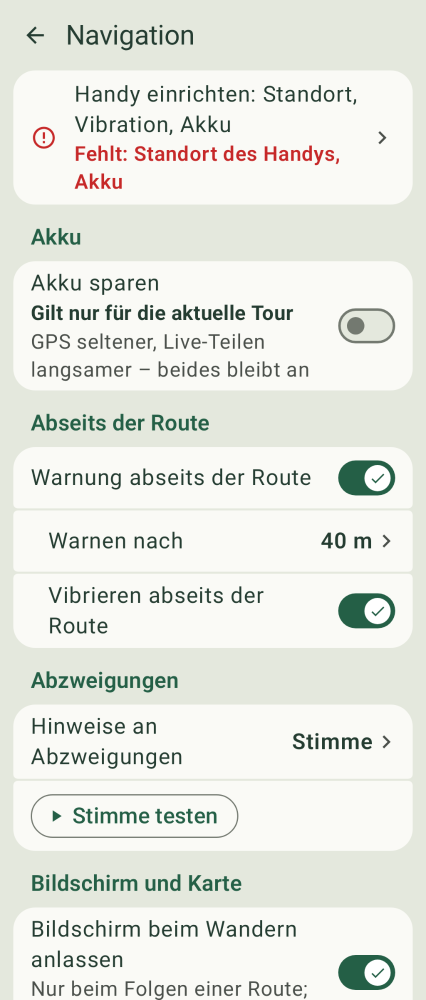 Navigation
Handy einrichten: Standort,
Vibration, Akku
Fehlt: Standort des Handys,
Akku
Akku
Akku sparen
Gilt nur für die aktuelle Tour
GPS seltener, Live-Teilen
langsamer – beides bleibt an
Abseits der Route
Warnung abseits der Route
Warnen nach
40 m
Vibrieren abseits der
Route
Abzweigungen
Hinweise an
Abzweigungen
Stimme
Stimme testen
Bildschirm und Karte
Bildschirm beim Wandern
anlassen
Nur beim Folgen einer Route;